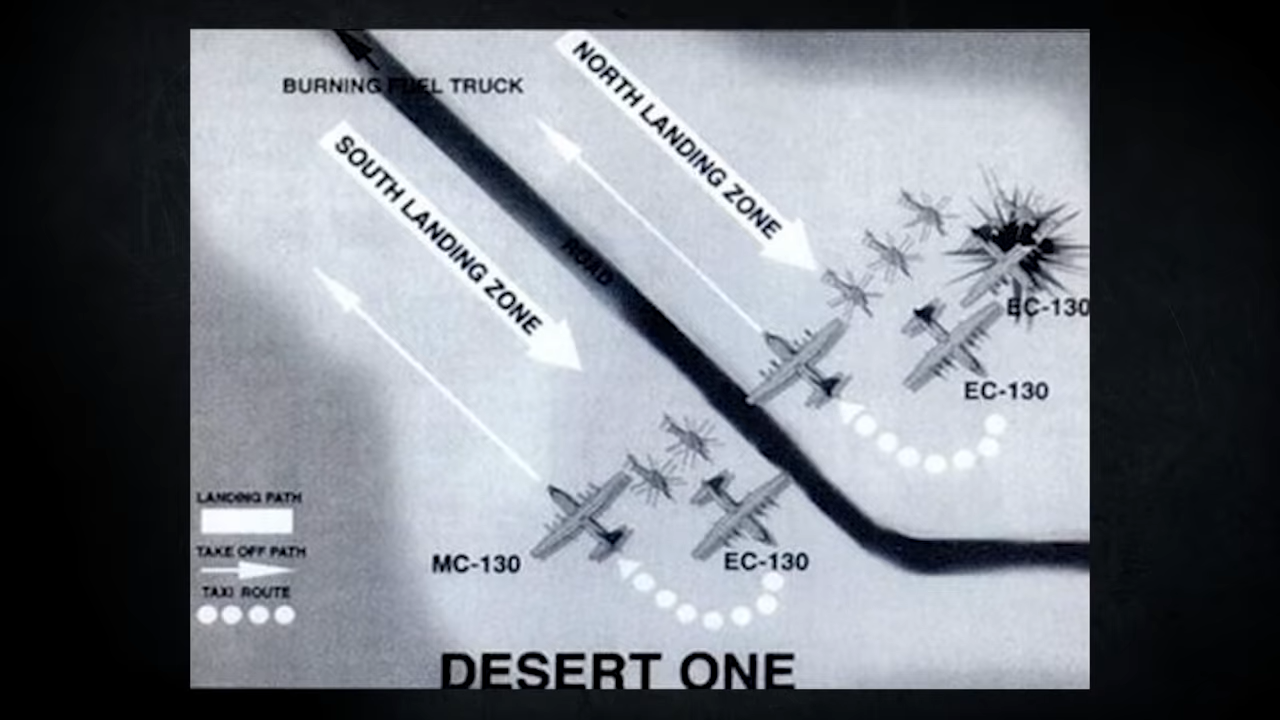 BURNING FUEL TRUCK
NORTH LANDING ZONE
SOUTH LANDING ZONE
ROAD
EC-130
EC-130
LANDING PATH
TAKE OFF PATH
TAXI ROUTE
MC-130
EC-130
DESERT ONE